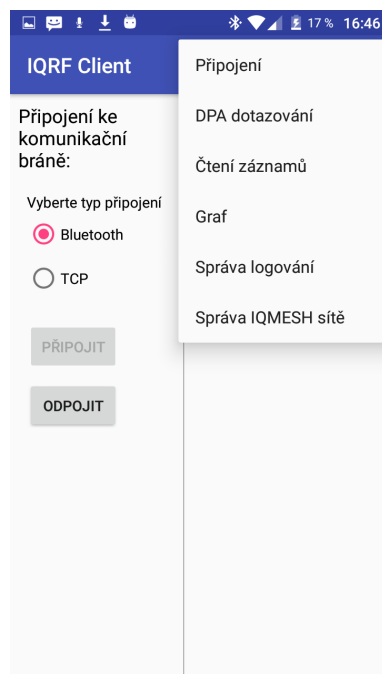 17 % 16:46
IQRF Client
Připojení ke
komunikační
bráně:
Vyberte typ připojení
Bluetooth
TCP
PŘIPOJIT
ODPOJIT
Připojení
DPA dotazování
Čtení záznamů
Graf
Správa logování
Správa IQMESH sítě